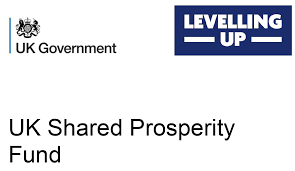 UK Government
LEVELLING
UP
UK Shared Prosperity
Fund